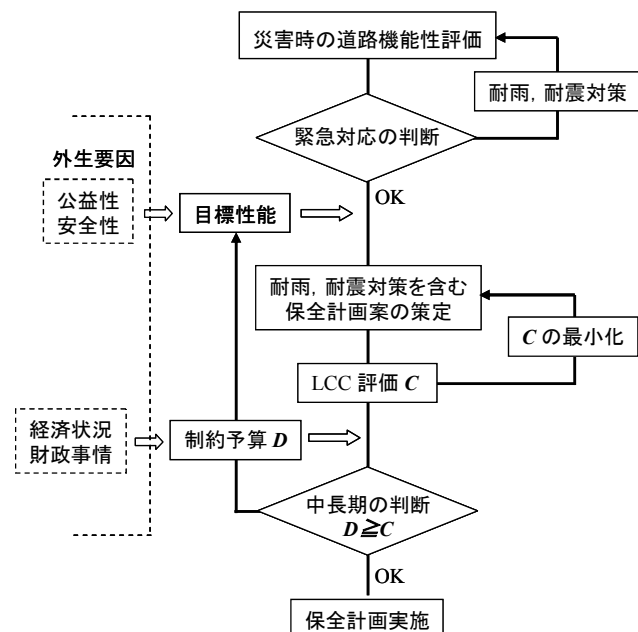 災害時の道路機能性評価
耐雨，耐震対策
緊急対応の判断
OK
外生要因
公益性
安全性
目標性能
耐雨，耐震対策を含む
保全計画案の策定
C の最小化
LCC 評価 C
経済状況
財政事情
制約予算 D
中長期の判断
D≧C
OK
保全計画実施